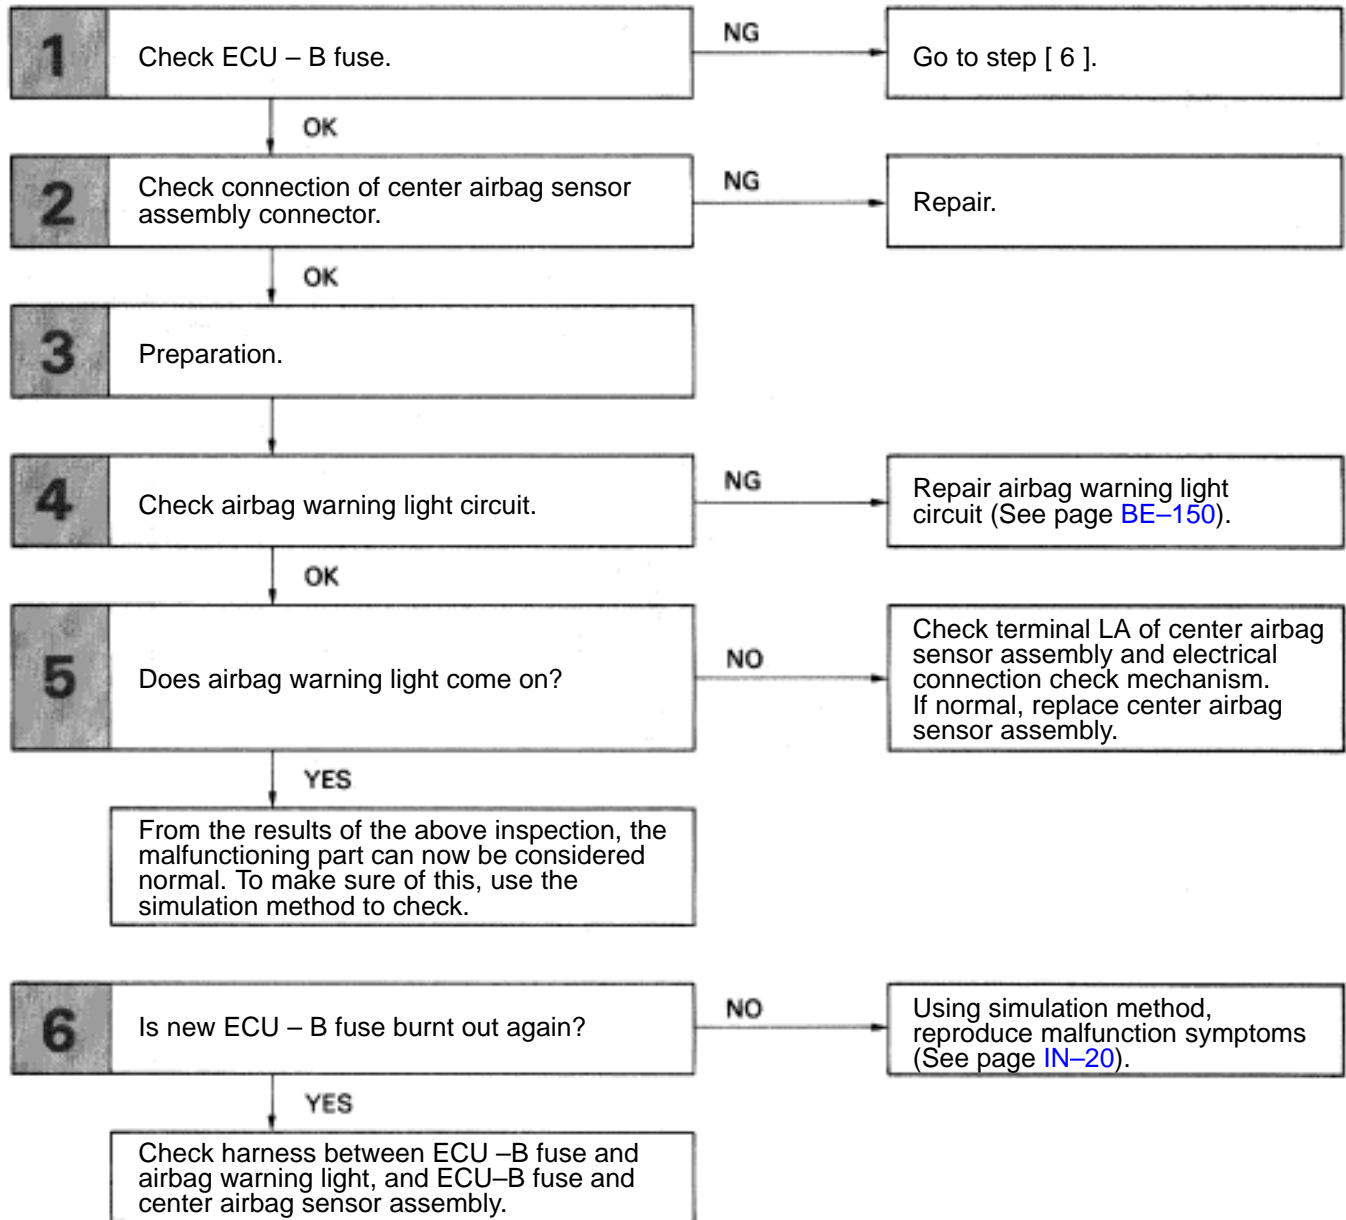 1
Check ECU – B fuse.
NG
Go to step [ 6 ].
OK
2
Check connection of center airbag sensor
assembly connector.
NG
Repair.
OK
3
Preparation.
4
Check airbag warning light circuit.
NG
Repair airbag warning light
circuit (See page BE–150).
OK
5
Does airbag warning light come on?
NO
Check terminal LA of center airbag
sensor assembly and electrical
connection check mechanism.
If normal, replace center airbag
sensor assembly.
YES
From the results of the above inspection, the
malfunctioning part can now be considered
normal. To make sure of this, use the
simulation method to check.
6
Is new ECU – B fuse burnt out again?
NO
Using simulation method,
reproduce malfunction symptoms
(See page IN–20).
YES
Check harness between ECU –B fuse and
airbag warning light, and ECU–B fuse and
center airbag sensor assembly.